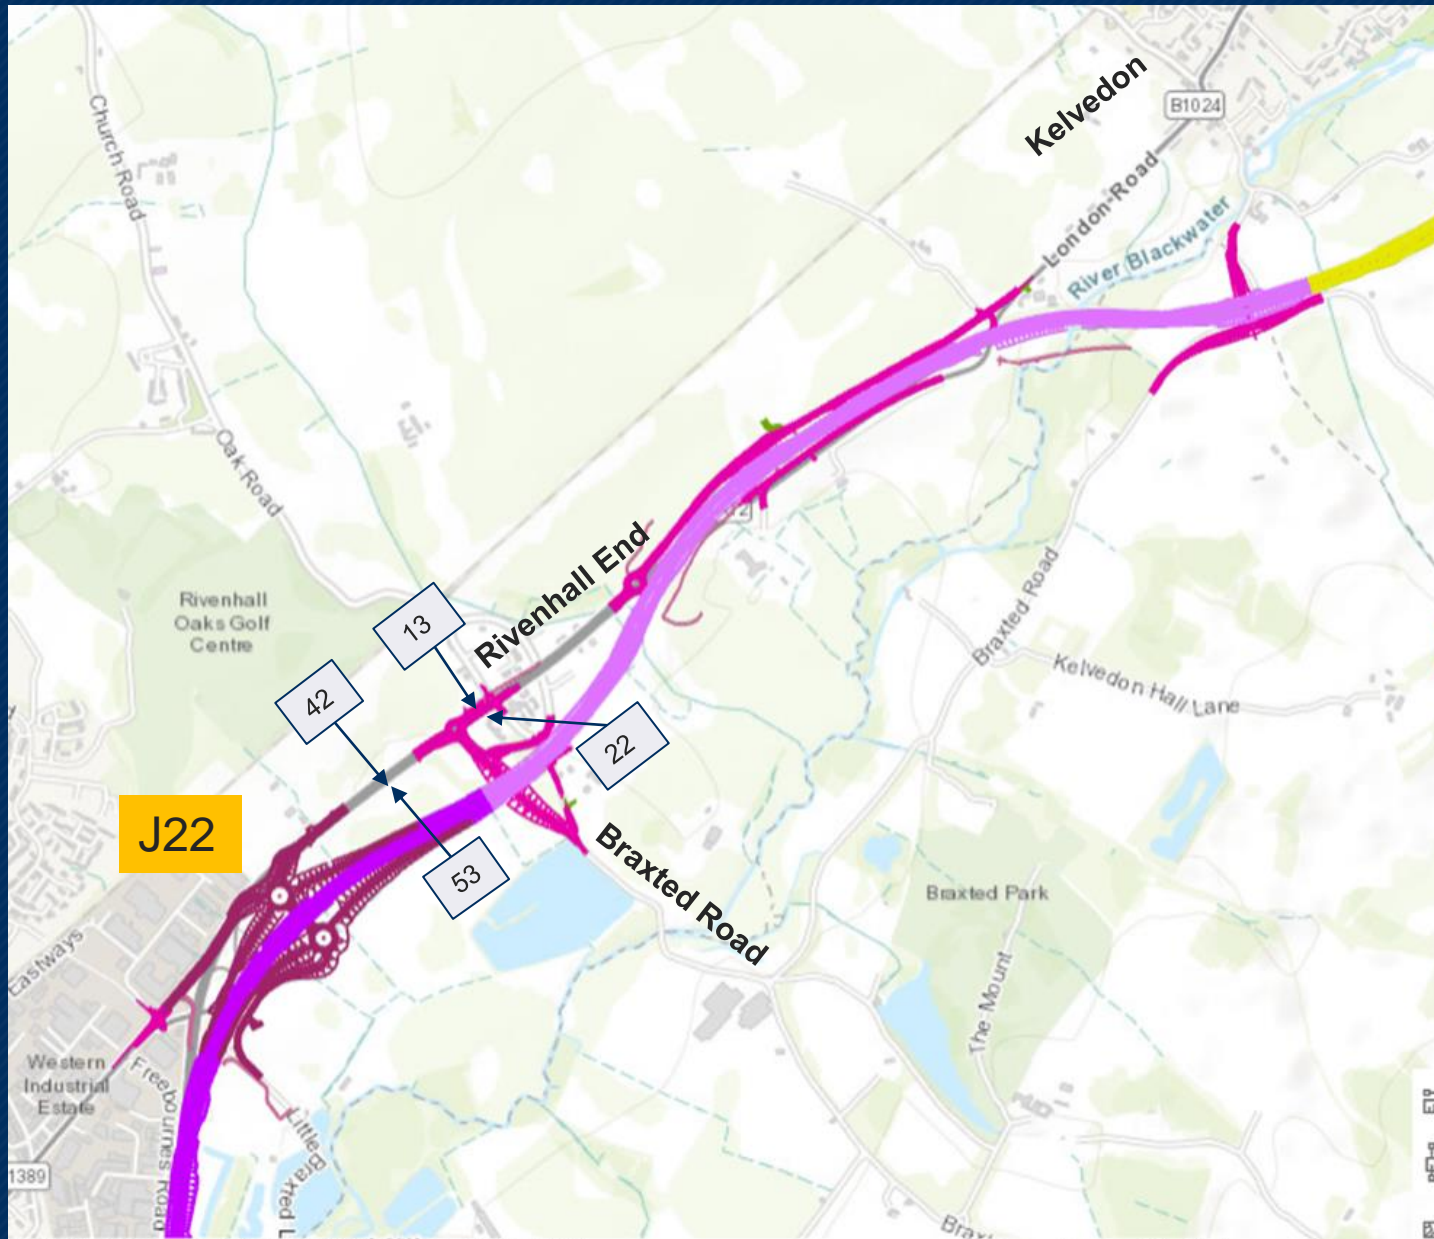 Kelvedon
B1024
Church Road
London Road
River Blackwater
Oak Road
Rivenhall End
Rivenhall
Oaks Golf
Centre
13
42
22
53
J22
Braxted Road
Braxted Road
Kelvedon Hall Lane
Braxted Park
The Mount
Eastways
Western
Industrial
Estate
Freebournes Road
1389